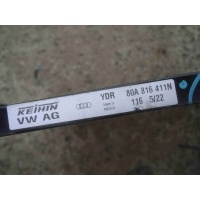 KEIHIN YDR 80A 816 411N
VW AG 116 5/22